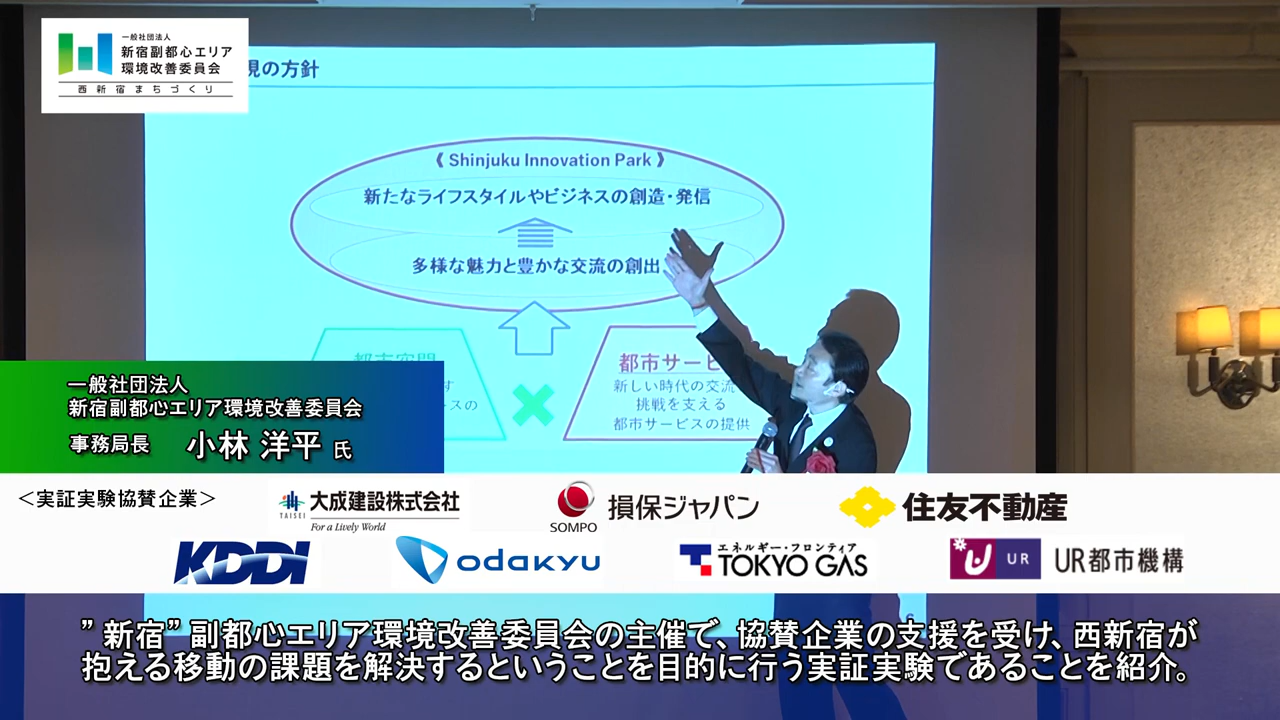 一般社団法人
新宿副都心エリア
環境改善委員会
西新宿まちづくり
現の方針
《 Shinjuku Innovation Park 》
新たなライフスタイルやビジネスの創造・発信
多様な魅力と豊かな交流の創出
都市空間
す
スの
都市サービ
新しい時代の交流
挑戦を支える
都市サービスの提供
一般社団法人
新宿副都心エリア環境改善委員会
事務局長 小林 洋平 氏
＜実証実験協賛企業＞
TAISEI 大成建設株式会社
For a Lively World
SOMPO 損保ジャパン
住友不動産
KDDI
odakyu
エネルギー・フロンティア
TOKYO GAS
U UR UR都市機構
”新宿”副都心エリア環境改善委員会の主催で、協賛企業の支援を受け、西新宿が
抱える移動の課題を解決するということを目的に行う実証実験であることを紹介。